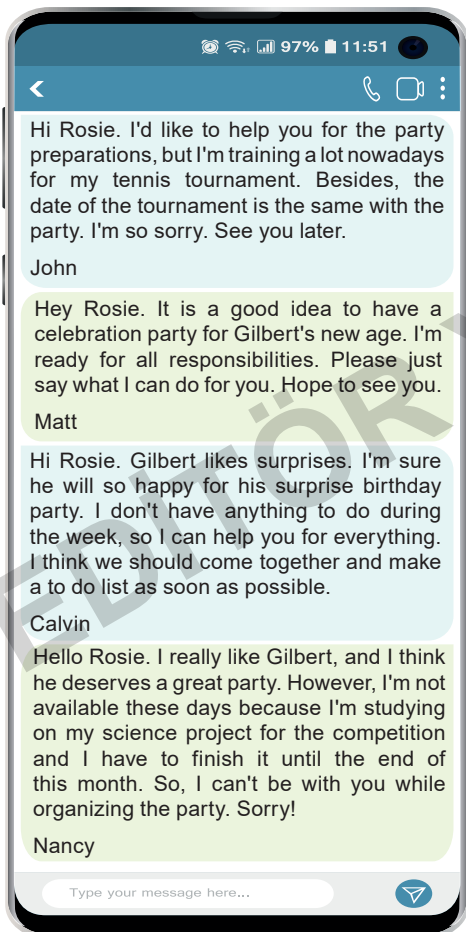 97% 11:51
Hi Rosie. I'd like to help you for the party
preparations, but I'm training a lot nowadays
for my tennis tournament. Besides, the
date of the tournament is the same with the
party. I'm so sorry. See you later.
John
Hey Rosie. It is a good idea to have a
celebration party for Gilbert's new age. I'm
ready for all responsibilities. Please just
say what I can do for you. Hope to see you.
Matt
Hi Rosie. Gilbert likes surprises. I'm sure
he will so happy for his surprise birthday
party. I don't have anything to do during
the week, so I can help you for everything.
I think we should come together and make
a to do list as soon as possible.
Calvin
Hello Rosie. I really like Gilbert, and I think
he deserves a great party. However, I'm not
available these days because I'm studying
on my science project for the competition
and I have to finish it until the end of
this month. So, I can't be with you while
organizing the party. Sorry!
Nancy
Type your message here...
EDİTÖR